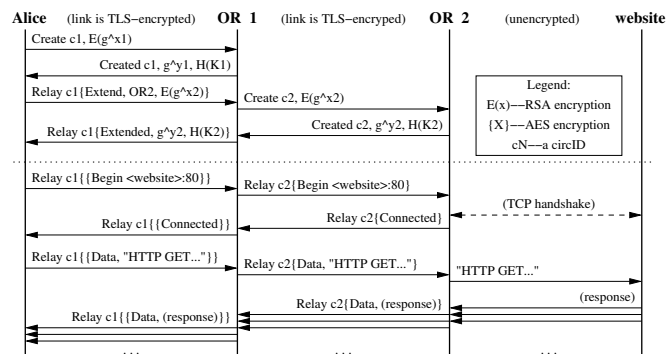 Alice (link is TLS-encrypted) OR 1 (link is TLS-encrypted) OR 2 (unencrypted) website
Create c1, E(g^x1)
Created c1, g^y1, H(K1)
Relay c1{Extend, OR2, E(g^x2)}
Create c2, E(g^x2)
Created c2, g^y2, H(K2)
Relay c1{Extended, g^y2, H(K2)}
Legend:
E(x)--RSA encryption
{X}--AES encryption
cN--a circID
Relay c1{{Begin <website>:80}}
Relay c2{Begin <website>:80}
(TCP handshake)
Relay c2{Connected}
Relay c1{{Connected}}
Relay c1{{Data, "HTTP GET..."}}
Relay c2{Data, "HTTP GET..."}
"HTTP GET..."
(response)
Relay c2{Data, (response)}
Relay c1{{Data, (response)}}
... ... ...